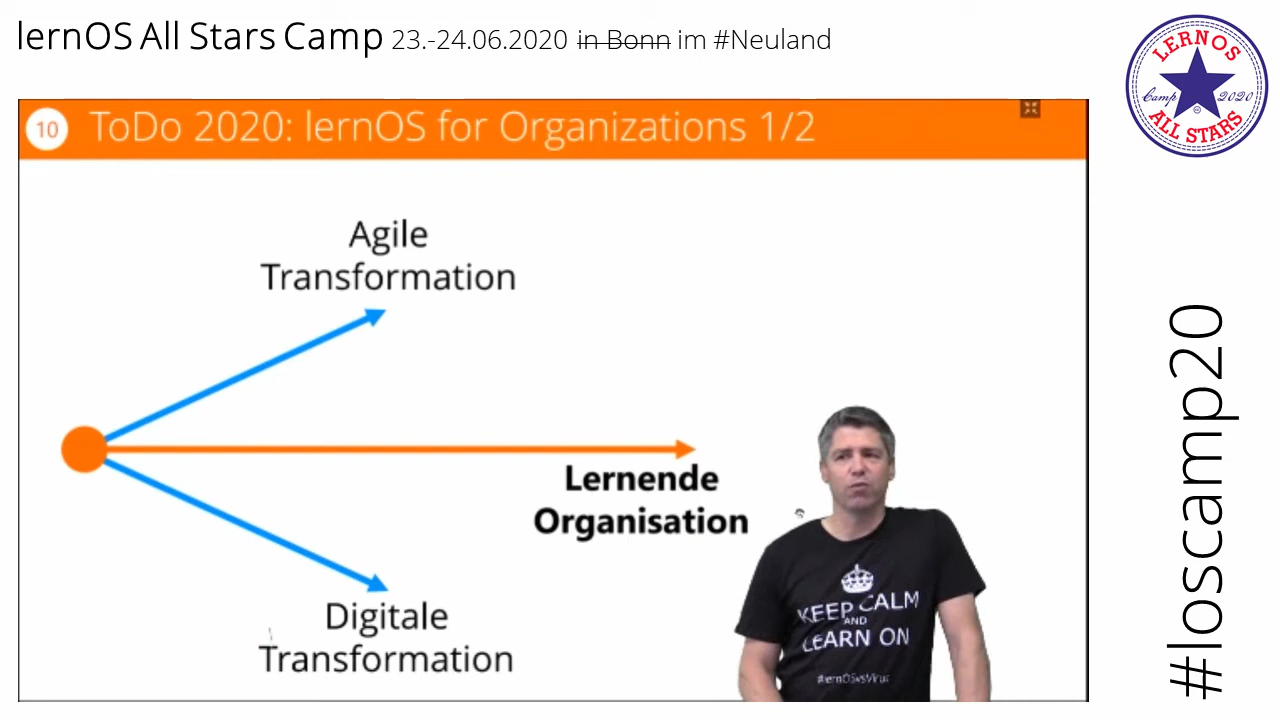 lernOS All Stars Camp 23.-24.06.2020 in Bonn im #Neuland
LERNOS
Camp 2020
ALL STARS
10 ToDo 2020: lernOS for Organizations 1/2
Agile
Transformation
Lernende
Organisation
Digitale
Transformation
KEEP CALM
AND
LEARN ON
#lernOSvsVirus
#loscamp20